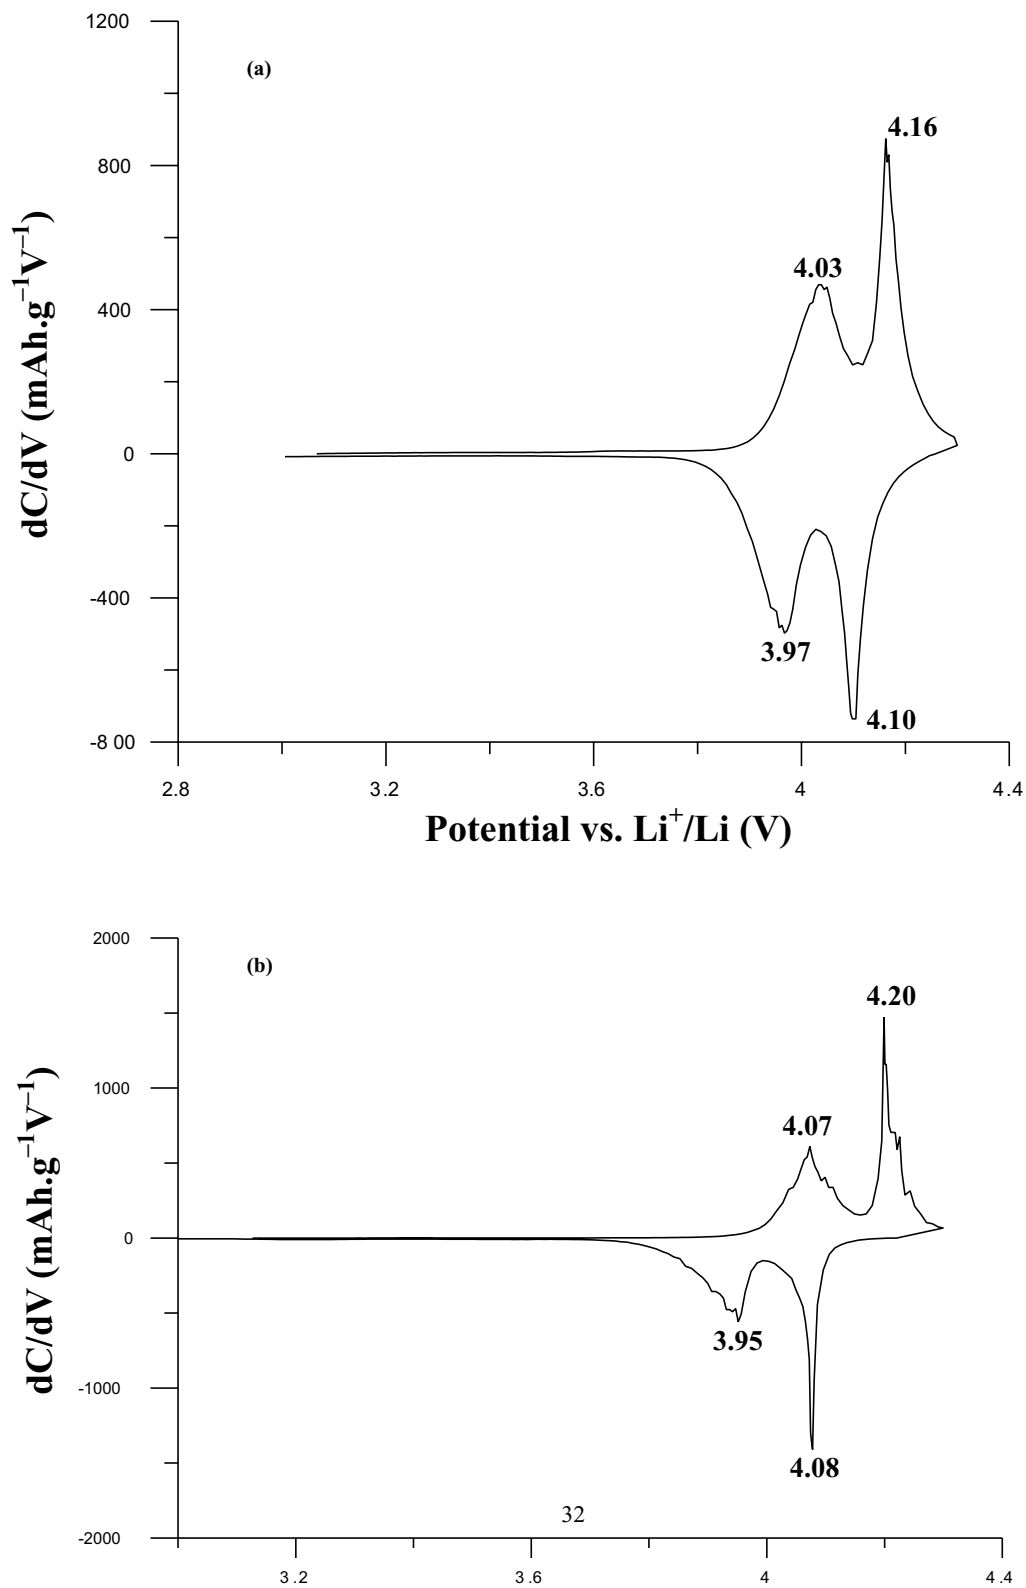 1200
(a)
4.16
800
4.03
400
0
-400
3.97
4.10
-8 00
2.8 3.2 3.6 4 4.4
Potential vs. Li⁺/Li (V)
dC/dV (mAh.g⁻¹V⁻¹)
2000
(b)
4.20
4.07
1000
0
3.95
-1000
4.08
32
-2000
3.2 3.6 4 4.4
dC/dV (mAh.g⁻¹V⁻¹)